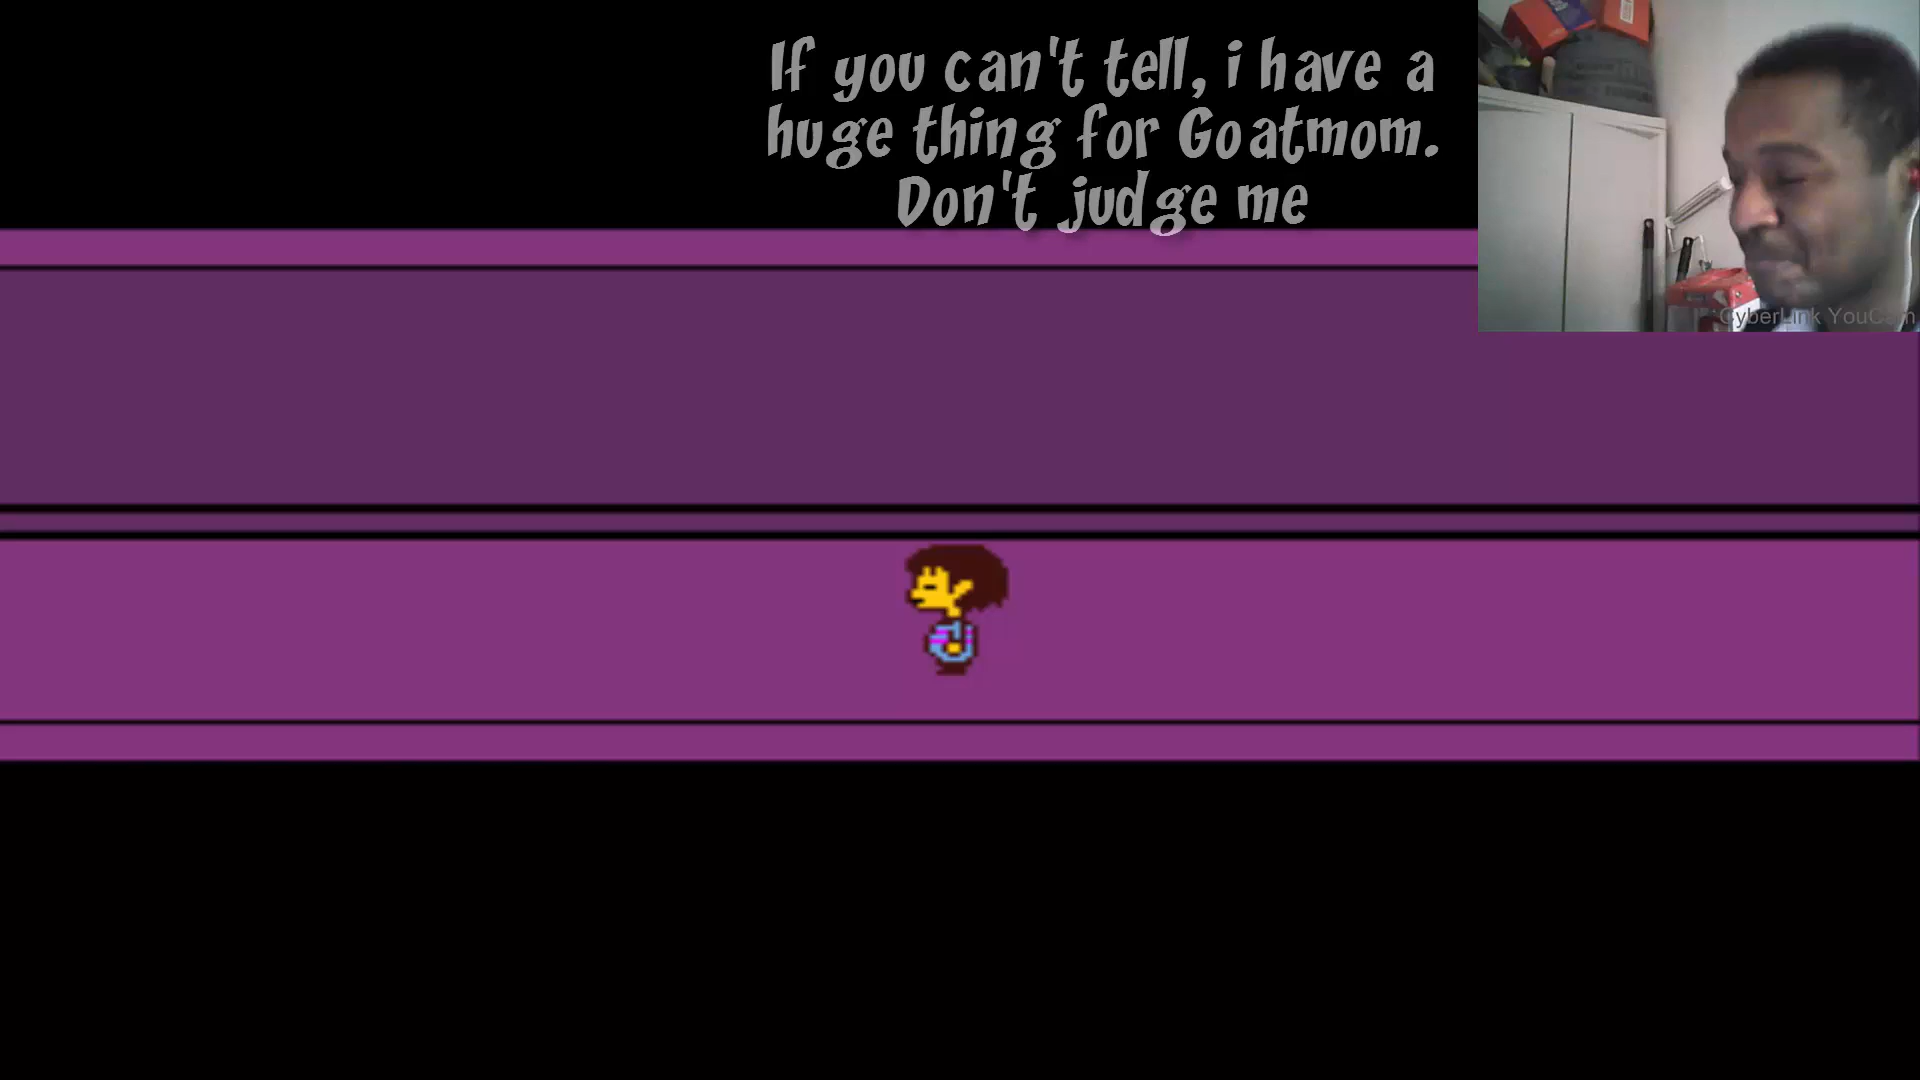 If you can't tell, i have a
huge thing for Goatmom.
Don't judge me
CyberLink YouCam